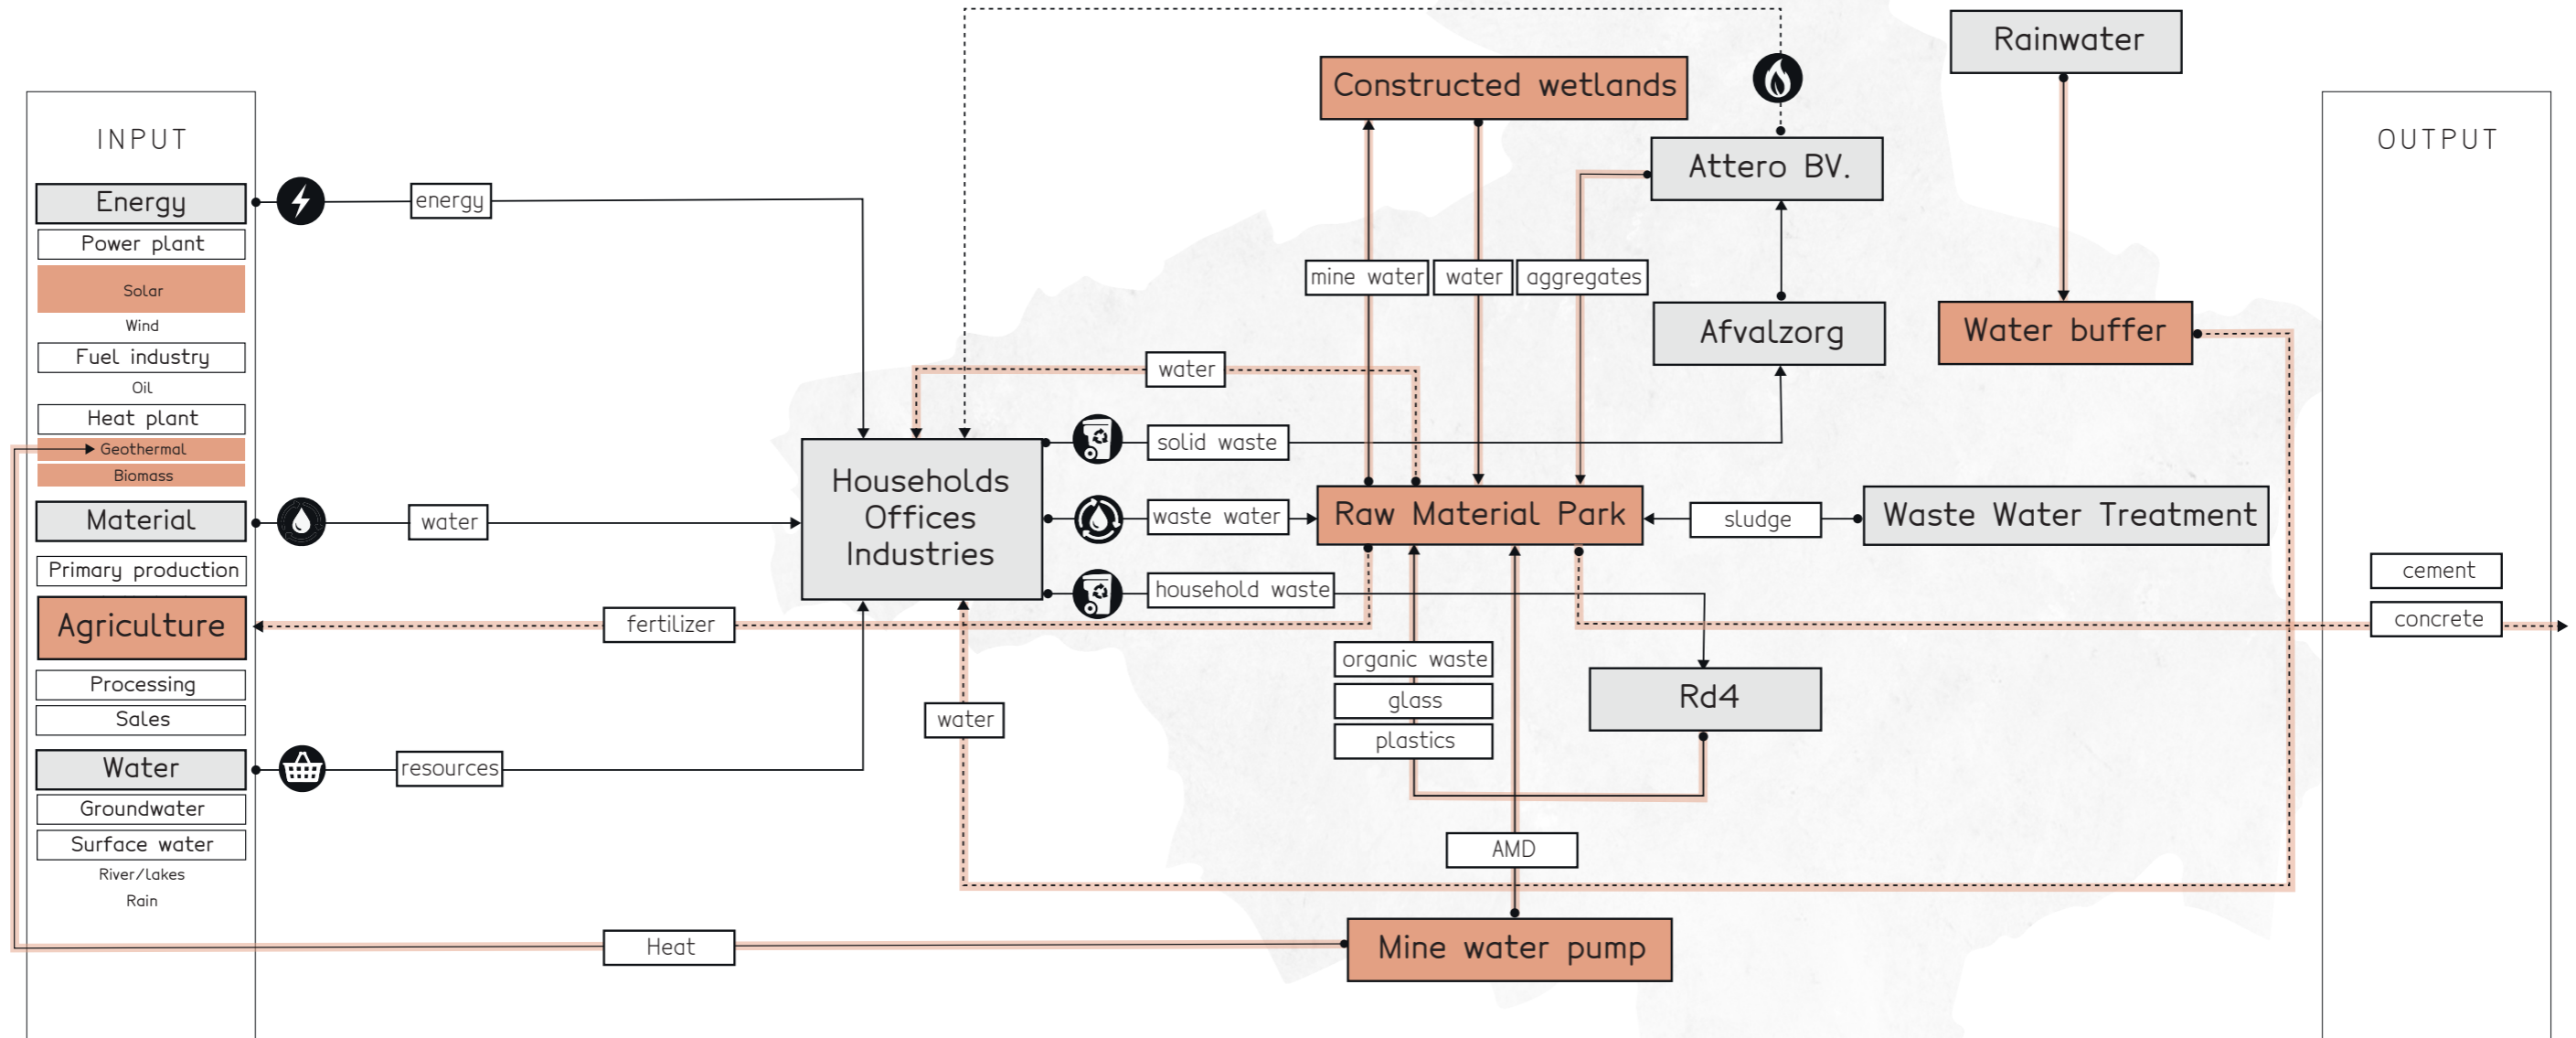 INPUT
Energy
Power plant
Solar
Wind
Fuel industry
Oil
Heat plant
Geothermal
Biomass
Material
Primary production
Agriculture
Processing
Sales
Water
Groundwater
Surface water
River/lakes
Rain
energy
water
fertilizer
resources
Heat
Households
Offices
Industries
water
water
solid waste
waste water
household waste
Constructed wetlands
mine water
water
aggregates
Attero BV.
Afvalzorg
Raw Material Park
sludge
Waste Water Treatment
organic waste
glass
plastics
Rd4
AMD
Mine water pump
Rainwater
Water buffer
OUTPUT
cement
concrete